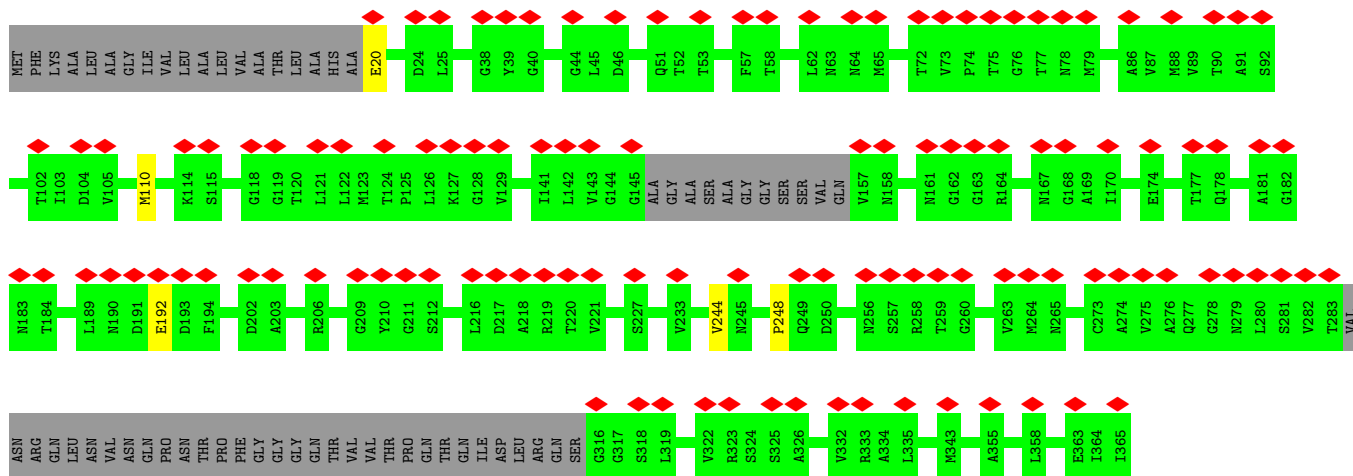 MET PHE LYS ALA LEU ALA GLY ILE VAL LEU ALA LEU VAL ALA THR LEU ALA HIS ALA E20 D24 L25 G38 Y39 G40 G44 L45 D46 Q51 T52 T53 F57 T58 L62 N63 N64 M65 T72 V73 P74 T75 G76 T77 N78 M79 A86 V87 M88 V89 T90 A91 S92
T102 I103 D104 V105 M110 K114 S115 G118 G119 T120 L121 L122 M123 T124 P125 L126 K127 G128 V129 I141 L142 V143 G144 G145 ALA GLY ALA SER ALA GLY GLY SER SER VAL GLN V157 N158 N161 G162 G163 R164 N167 G168 A169 I170 E174 T177 Q178 A181 G182
N183 T184 L189 N190 D191 E192 D193 F194 D202 A203 R206 G209 Y210 G211 S212 L216 D217 A218 R219 T220 V221 S227 V233 V244 N245 P248 Q249 D250 N256 S257 R258 T259 G260 V263 M264 N265 C273 A274 V275 A276 Q277 G278 N279 L280 S281 V282 T283 VAL
ASN ARG GLN LEU ASN VAL ASN GLN PRO ASN THR PRO PHE GLY GLY GLY GLN THR VAL VAL THR PRO GLN THR GLN ILE ASP LEU ARG GLN SER G316 G317 S318 L319 V322 R323 S324 S325 A326 V332 R333 A334 L335 M343 A355 L358 E363 I364 I365